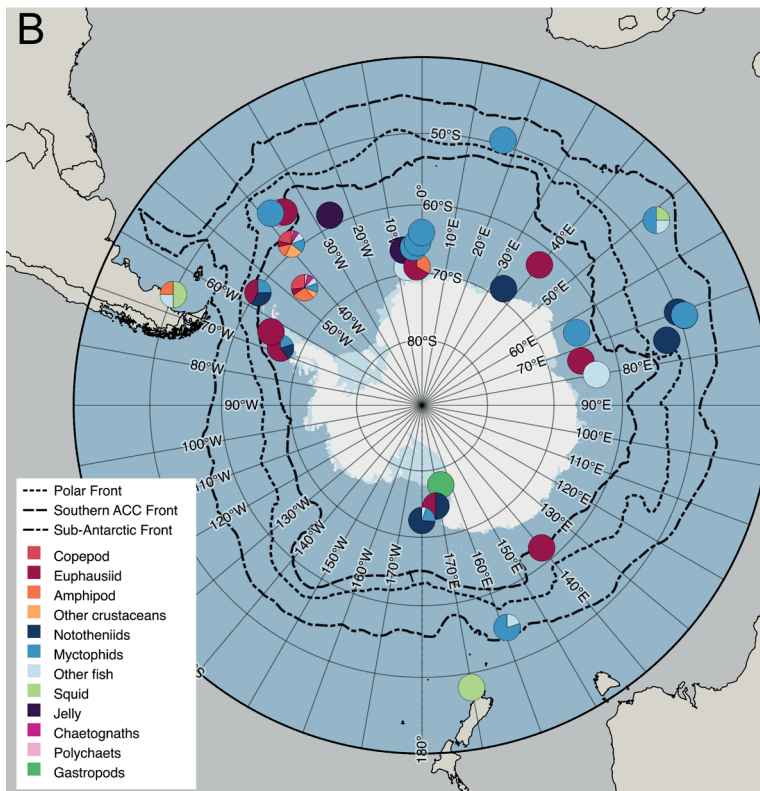 B
50°S
0°
60°S
10°W
10°E
20°W
20°E
30°W
30°E
40°E
70°S
40°W
50°E
50°W
60°W
60°E
70°W
70°E
80°S
80°W
80°E
90°W
90°E
100°W
100°E
110°W
110°E
120°W
120°E
130°W
130°E
140°W
140°E
150°W
150°E
160°W
160°E
170°W
170°E
180°
°S
Polar Front
Southern ACC Front
Sub-Antarctic Front
Copepod
Euphausiid
Amphipod
Other crustaceans
Nototheniids
Myctophids
Other fish
Squid
Jelly
Chaetognaths
Polychaets
Gastropods